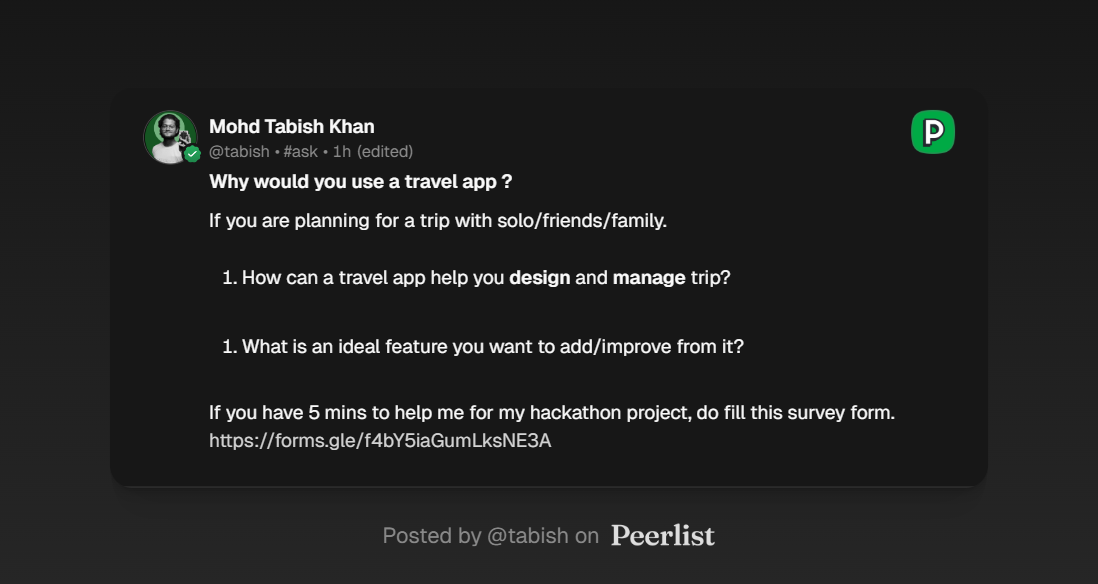 Mohd Tabish Khan
@tabish • #ask • 1h (edited)
P
Why would you use a travel app ?
If you are planning for a trip with solo/friends/family.
1. How can a travel app help you design and manage trip?
1. What is an ideal feature you want to add/improve from it?
If you have 5 mins to help me for my hackathon project, do fill this survey form.
https://forms.gle/f4bY5iaGumLksNE3A
Posted by @tabish on Peerlist